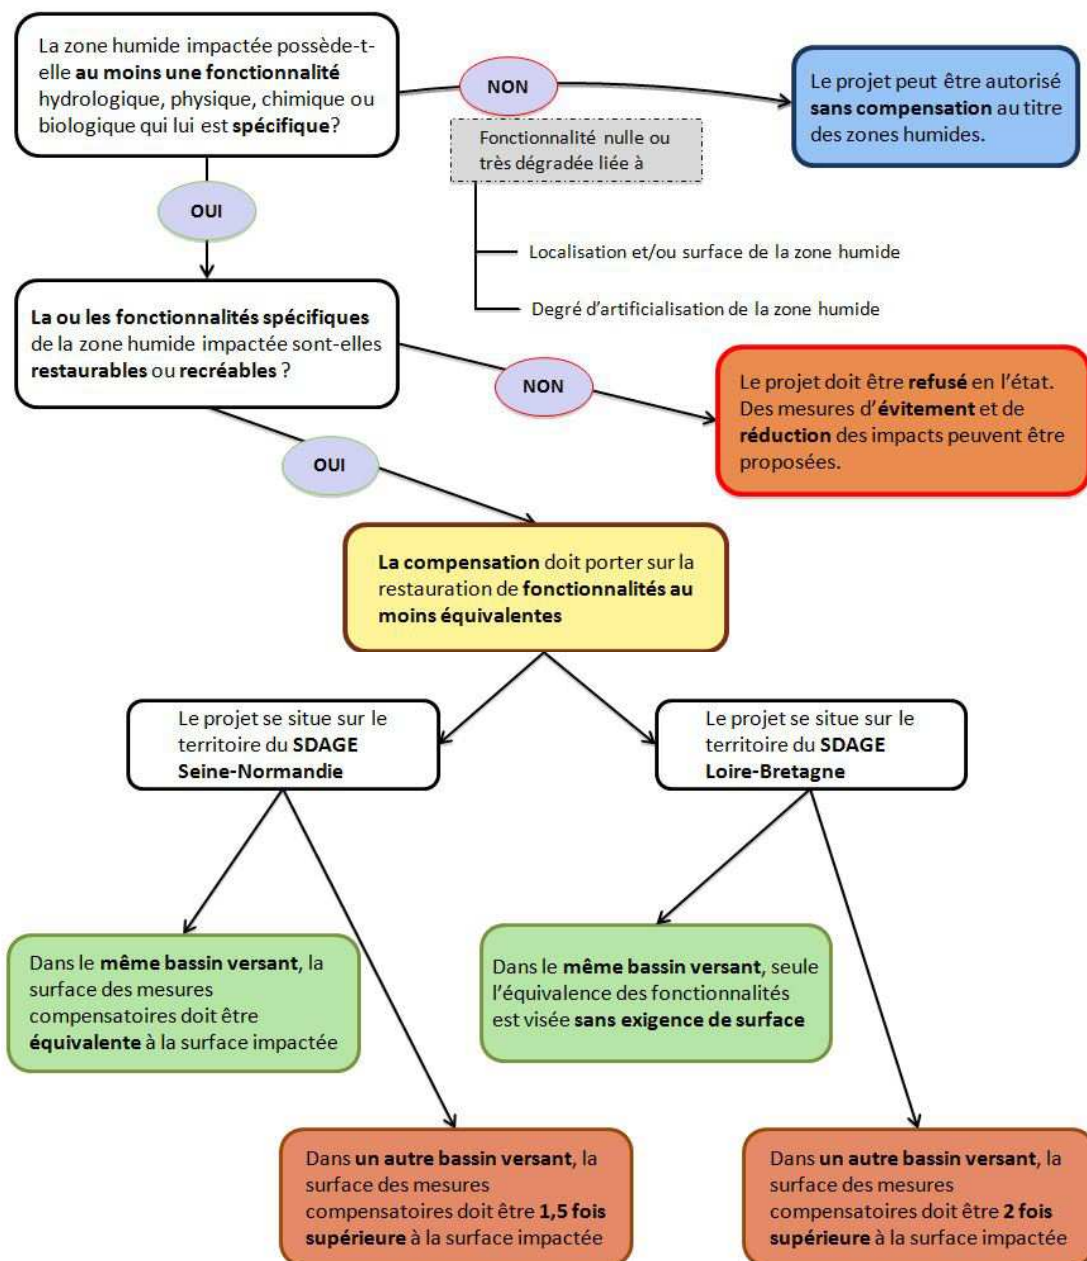 La zone humide impactée possède-t-
elle au moins une fonctionnalité
hydrologique, physique, chimique ou
biologique qui lui est spécifique?
NON
Le projet peut être autorisé
sans compensation au titre
des zones humides.
Fonctionnalité nulle ou
très dégradée liée à
OUI
Localisation et/ou surface de la zone humide
Degré d’artificialisation de la zone humide
La ou les fonctionnalités spécifiques
de la zone humide impactée sont-elles
restaurables ou recréables ?
NON
Le projet doit être refusé en l’état.
Des mesures d’évitement et de
réduction des impacts peuvent être
proposées.
OUI
La compensation doit porter sur la
restauration de fonctionnalités au
moins équivalentes
Le projet se situe sur le
territoire du SDAGE
Seine-Normandie
Le projet se situe sur le
territoire du SDAGE
Loire-Bretagne
Dans le même bassin versant, la
surface des mesures
compensatoires doit être
équivalente à la surface impactée
Dans le même bassin versant, seule
l’équivalence des fonctionnalités
est visée sans exigence de surface
Dans un autre bassin versant, la
surface des mesures
compensatoires doit être 1,5 fois
supérieure à la surface impactée
Dans un autre bassin versant, la
surface des mesures
compensatoires doit être 2 fois
supérieure à la surface impactée